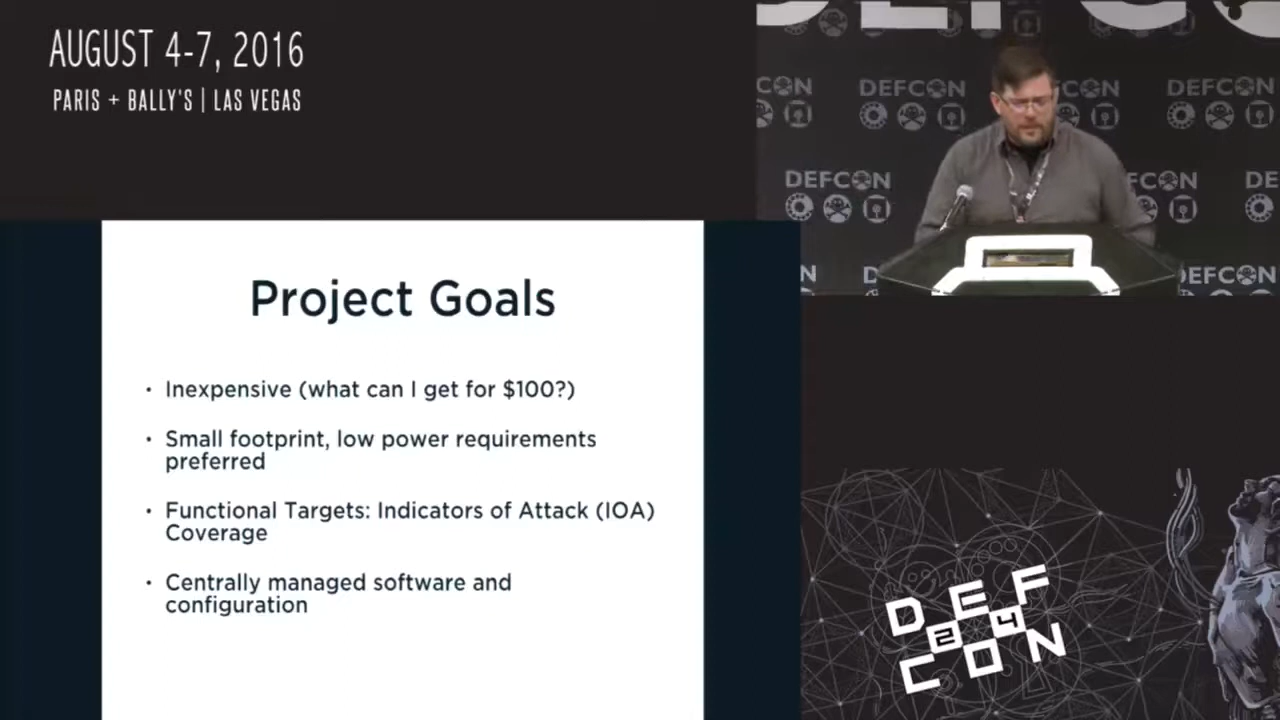 AUGUST 4-7, 2016
PARIS + BALLY'S | LAS VEGAS
DEFCON
DEFCON
DEFCON
DEFCON
DEFCON
Project Goals
• Inexpensive (what can I get for $100?)
• Small footprint, low power requirements
preferred
• Functional Targets: Indicators of Attack (IOA)
Coverage
• Centrally managed software and
configuration
DEF
24
CON